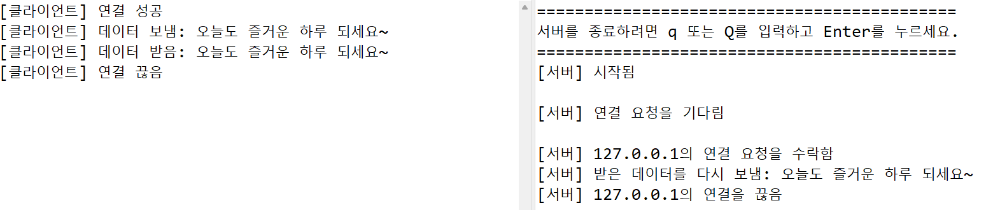 [클라이언트] 연결 성공
[클라이언트] 데이터 보냄: 오늘도 즐거운 하루 되세요~
[클라이언트] 데이터 받음: 오늘도 즐거운 하루 되세요~
[클라이언트] 연결 끊음
=============================================
서버를 종료하려면 q 또는 Q를 입력하고 Enter를 누르세요.
=============================================
[서버] 시작됨
[서버] 연결 요청을 기다림
[서버] 127.0.0.1의 연결 요청을 수락함
[서버] 받은 데이터를 다시 보냄: 오늘도 즐거운 하루 되세요~
[서버] 127.0.0.1의 연결을 끊음